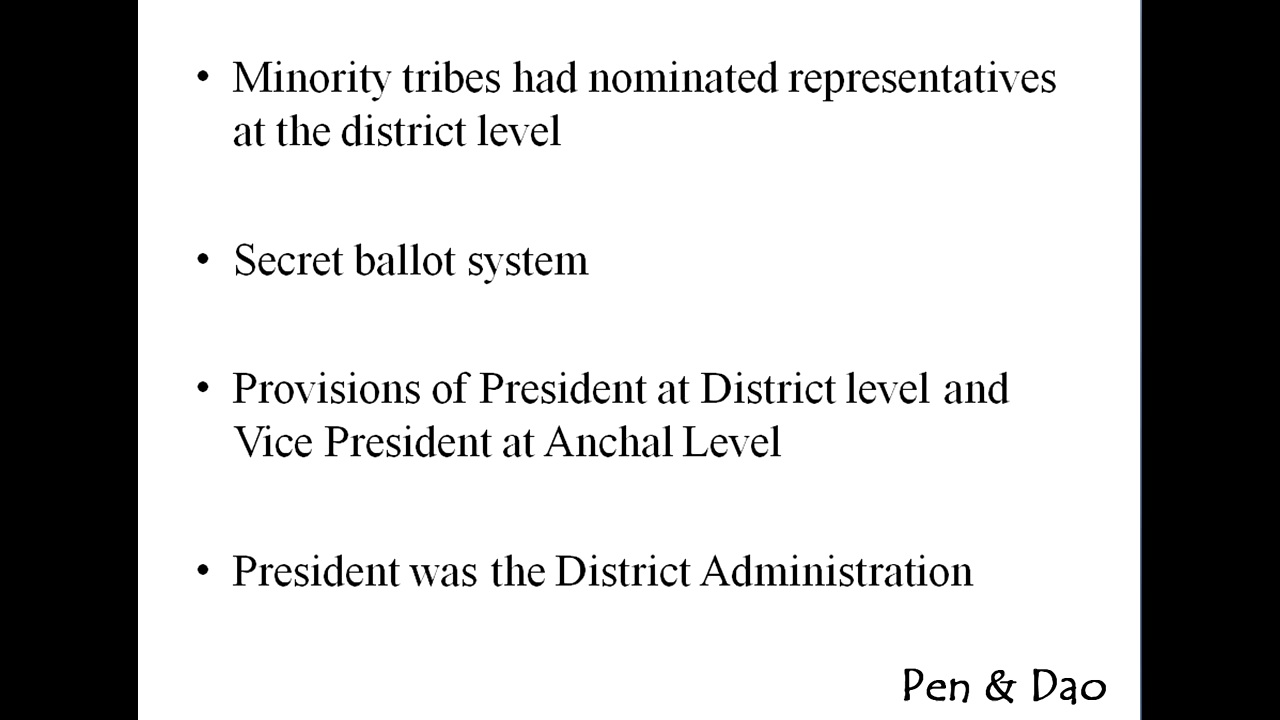 • Minority tribes had nominated representatives
at the district level
• Secret ballot system
• Provisions of President at District level and
Vice President at Anchal Level
• President was the District Administration
Pen & Dao